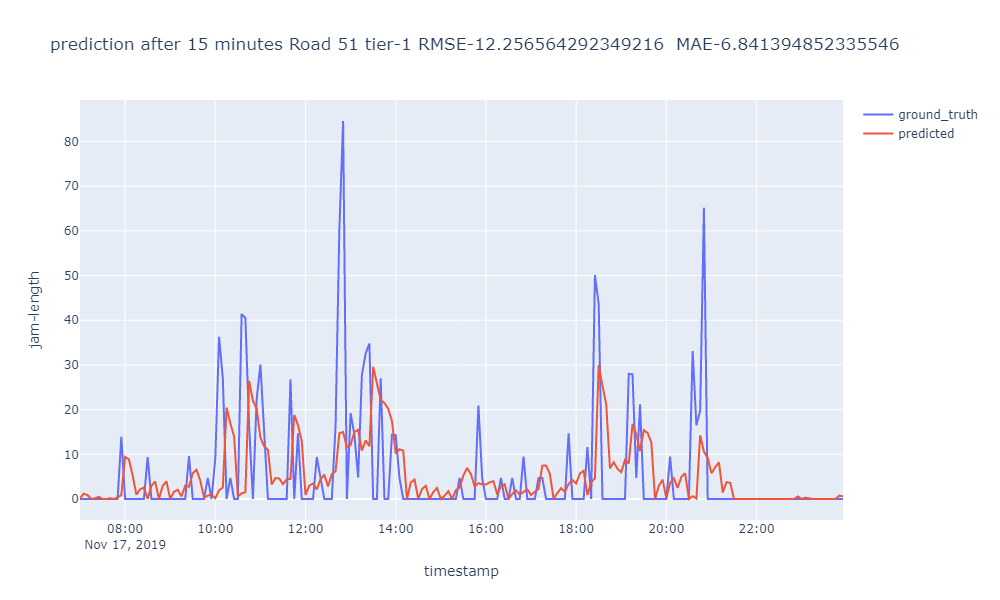 prediction after 15 minutes Road 51 tier-1 RMSE-12.256564292349216  MAE-6.841394852335546
ground_truth
predicted
jam-length
80
70
60
50
40
30
20
10
0
08:00 10:00 12:00 14:00 16:00 18:00 20:00 22:00
Nov 17, 2019
timestamp